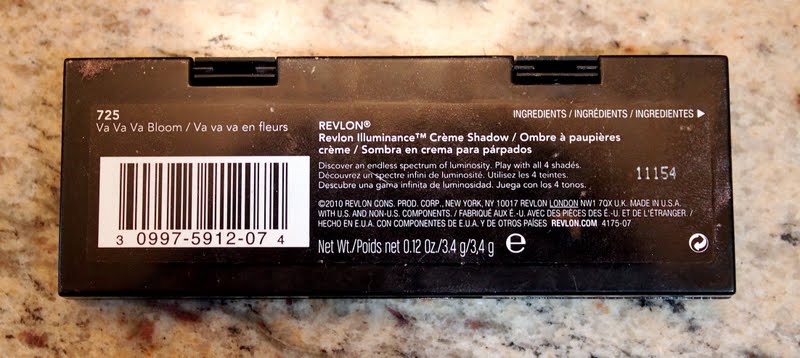 725
Va Va Va Bloom / Va va va en fleurs
3 0997-5912-07 4
REVLON®
Revlon Illuminance™ Crème Shadow / Ombre à paupières
crème / Sombra en crema para párpados
Discover an endless spectrum of luminosity. Play with all 4 shades.
Découvrez un spectre infini de luminosité. Utilisez les 4 teintes.
Descubre una gama infinita de luminosidad. Juega con los 4 tonos.
©2010 REVLON CONS. PROD. CORP., NEW YORK, NY 10017 REVLON LONDON NW1 7QX U.K. MADE IN U.S.A.
WITH U.S. AND NON-U.S. COMPONENTS. / FABRIQUÉ AUX É.-U. AVEC DES PIÈCES DES É.-U. ET DE L'ÉTRANGER. /
HECHO EN E.U.A. CON COMPONENTES DE E.U.A. Y DE OTROS PAÍSES REVLON.COM 4175-07
Net Wt./Poids net 0.12 Oz/3.4 g/3,4 g e
INGREDIENTS / INGRÉDIENTS / INGREDIENTES ▶
11154